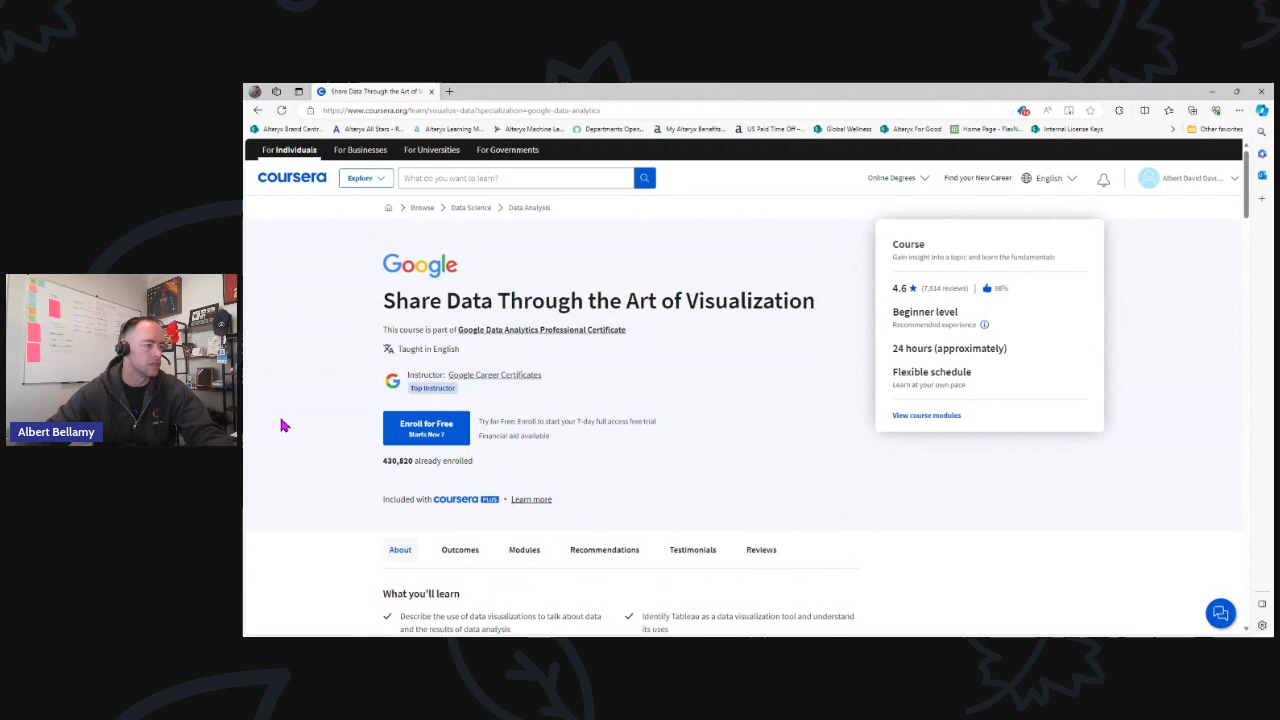 Share Data Through the Art of V
https://www.coursera.org/learn/visualize-data?specialization=google-data-analytics
Alteryx Brand Centr...
Alteryx All Stars - R...
Alteryx Learning M...
Alteryx Machine Le...
Departments Open...
My Alteryx Benefits...
US Paid Time Off –...
Global Wellness
Alteryx For Good
Home Page - FlexN...
Internal License Keys
Other favorites
For Individuals
For Businesses
For Universities
For Governments
coursera
Explore
What do you want to learn?
Online Degrees
Find your New Career
English
Albert David Davi...
Browse
Data Science
Data Analysis
Google
Share Data Through the Art of Visualization
This course is part of Google Data Analytics Professional Certificate
Taught in English
Instructor: Google Career Certificates
Top Instructor
Enroll for Free
Starts Nov 7
Try for Free: Enroll to start your 7-day full access free trial
Financial aid available
430,820 already enrolled
Included with coursera PLUS • Learn more
Course
Gain insight into a topic and learn the fundamentals
4.6 (7,614 reviews) | 98%
Beginner level
Recommended experience
24 hours (approximately)
Flexible schedule
Learn at your own pace
View course modules
About
Outcomes
Modules
Recommendations
Testimonials
Reviews
What you'll learn
Describe the use of data visualizations to talk about data
and the results of data analysis
Identify Tableau as a data visualization tool and understand
its uses
Albert Bellamy